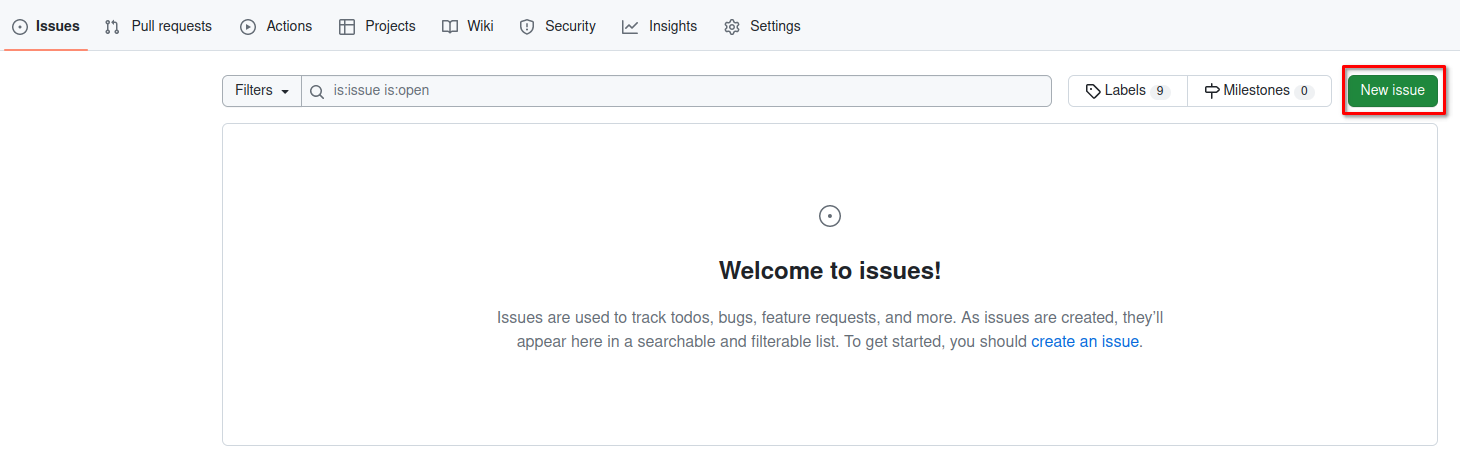 Issues Pull requests Actions Projects Wiki Security Insights Settings
Filters is:issue is:open Labels 9 Milestones 0 New issue
Welcome to issues!
Issues are used to track todos, bugs, feature requests, and more. As issues are created, they'll
appear here in a searchable and filterable list. To get started, you should create an issue.